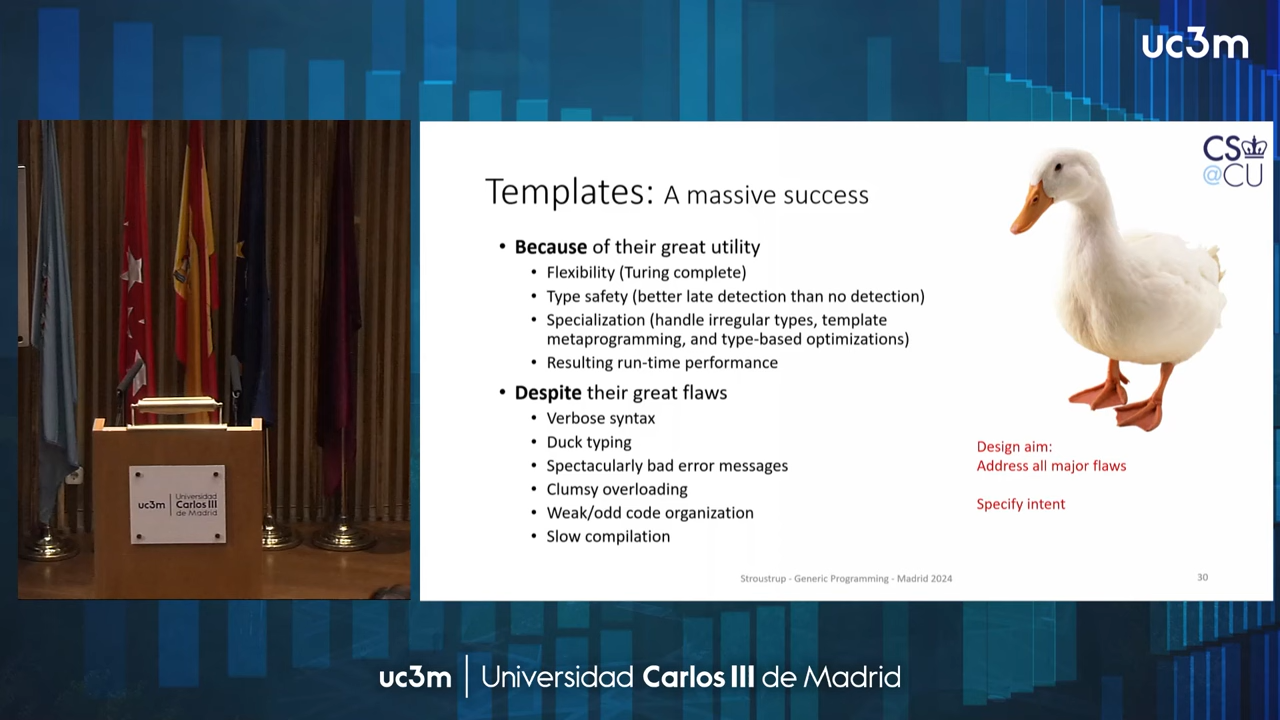 uc3m
CS
@CU
Templates: A massive success
• Because of their great utility
• Flexibility (Turing complete)
• Type safety (better late detection than no detection)
• Specialization (handle irregular types, template
metaprogramming, and type-based optimizations)
• Resulting run-time performance
• Despite their great flaws
• Verbose syntax
• Duck typing
• Spectacularly bad error messages
• Clumsy overloading
• Weak/odd code organization
• Slow compilation
Design aim:
Address all major flaws
Specify intent
Stroustrup - Generic Programming - Madrid 2024
30
uc3m
Universidad
Carlos III
de Madrid
uc3m | Universidad Carlos III de Madrid